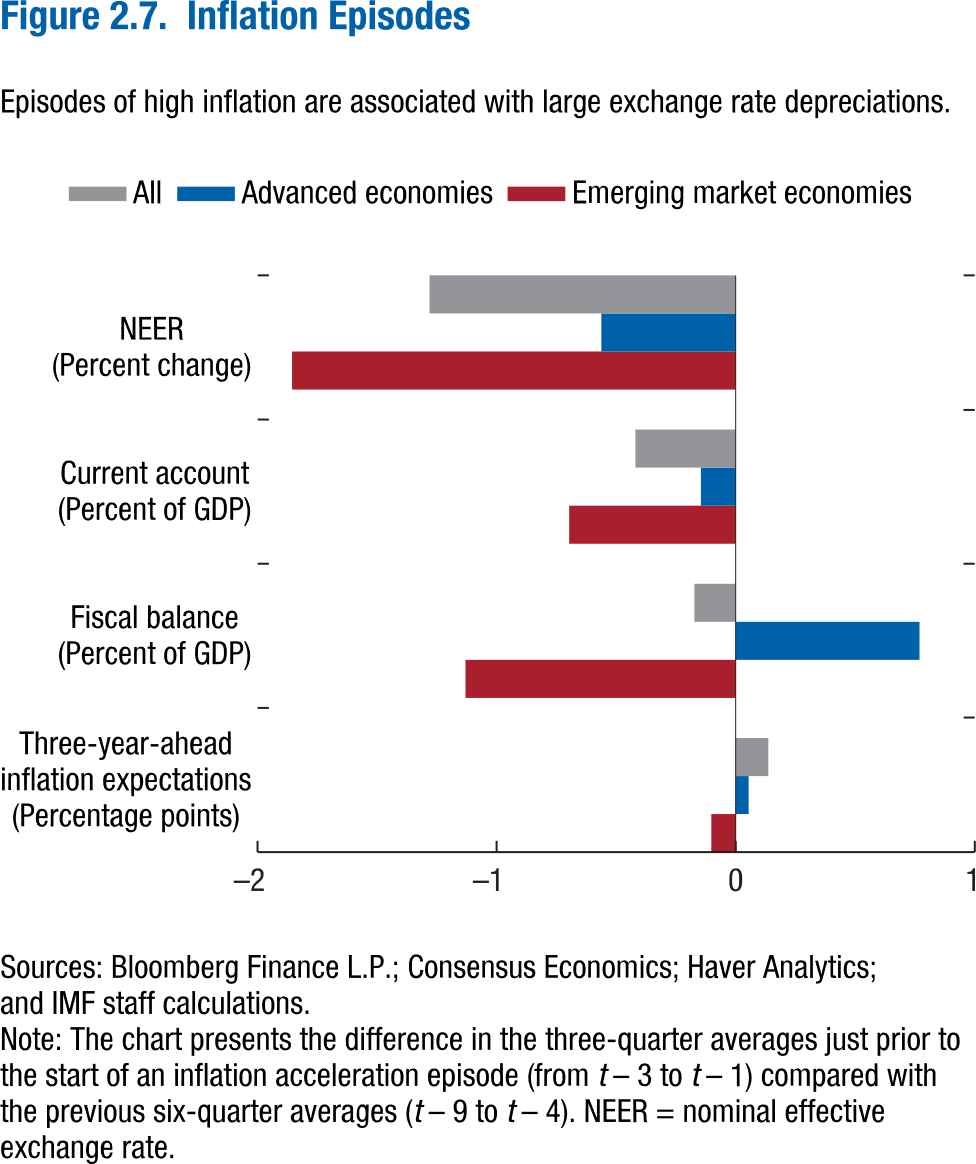 Figure 2.7. Inflation Episodes
Episodes of high inflation are associated with large exchange rate depreciations.
All Advanced economies Emerging market economies
NEER
(Percent change)
Current account
(Percent of GDP)
Fiscal balance
(Percent of GDP)
Three-year-ahead
inflation expectations
(Percentage points)
–2 –1 0 1
Sources: Bloomberg Finance L.P.; Consensus Economics; Haver Analytics;
and IMF staff calculations.
Note: The chart presents the difference in the three-quarter averages just prior to
the start of an inflation acceleration episode (from t – 3 to t – 1) compared with
the previous six-quarter averages (t – 9 to t – 4). NEER = nominal effective
exchange rate.